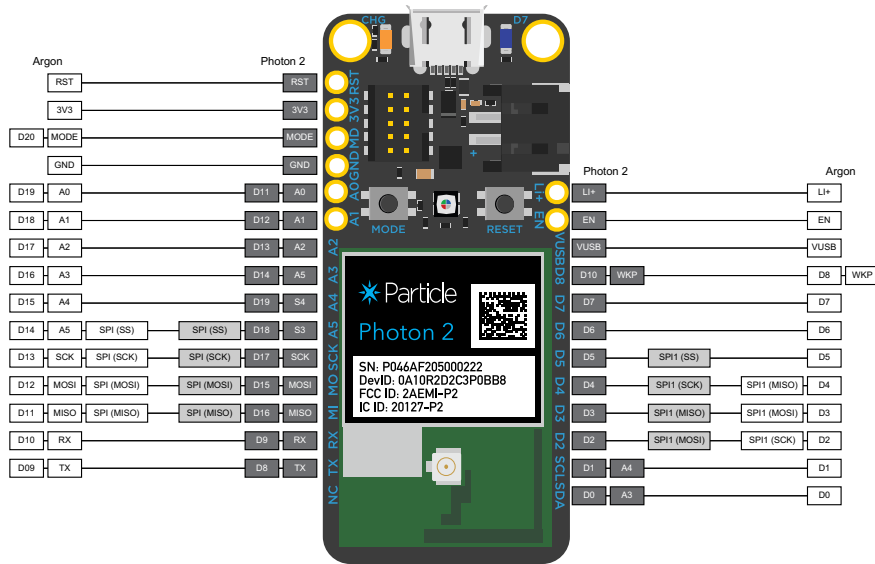 CHG D7
Argon Photon 2
RST RST
3V3 3V3
D20 MODE MODE
GND GND
D19 A0 D11 A0
D18 A1 D12 A1
D17 A2 D13 A2
D16 A3 D14 A5
D15 A4 D19 S4
D14 A5 SPI (SS) SPI (SS) D18 S3
D13 SCK SPI (SCK) SPI (SCK) D17 SCK
D12 MOSI SPI (MOSI) SPI (MOSI) D15 MOSI
D11 MISO SPI (MISO) SPI (MISO) D16 MISO
D10 RX D9 RX
D09 TX D8 TX
RST
3V3
MD
GND
A0
A1
A2
A3
A4
A5
SCK
MO
MI
RX
TX
NC
+
MODE RESET
Particle
Photon 2
SN: P046AF205000222
DevID: 0A10R2D2C3P0BB8
FCC ID: 2AEMI-P2
IC ID: 20127-P2
Li+
EN
VUSB
D8
D7
D6
D5
D4
D3
D2
SCL
SDA
Photon 2 Argon
LI+ LI+
EN EN
VUSB VUSB
D10 WKP D8 WKP
D7 D7
D6 D6
D5 SPI1 (SS) D5
D4 SPI1 (SCK) SPI1 (MISO) D4
D3 SPI1 (MISO) SPI1 (MOSI) D3
D2 SPI1 (MOSI) SPI1 (SCK) D2
D1 A4 D1
D0 A3 D0